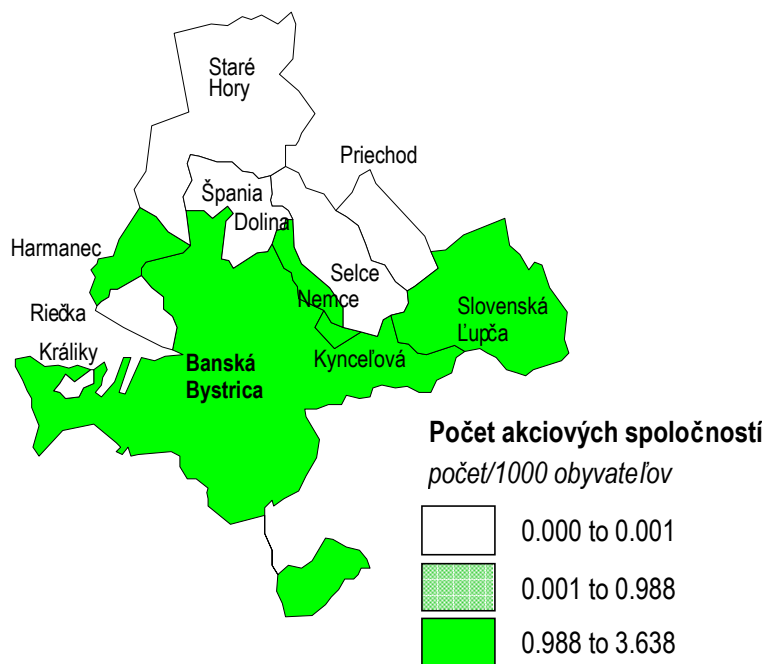 Staré
Hory
Priechod
Špania
Dolina
Harmanec
Selce
Nemce
Riečka
Slovenská
Ľupča
Králiky
Banská
Bystrica
Kynceľová
Počet akciových spoločností
počet/1000 obyvateľov
0.000 to 0.001
0.001 to 0.988
0.988 to 3.638